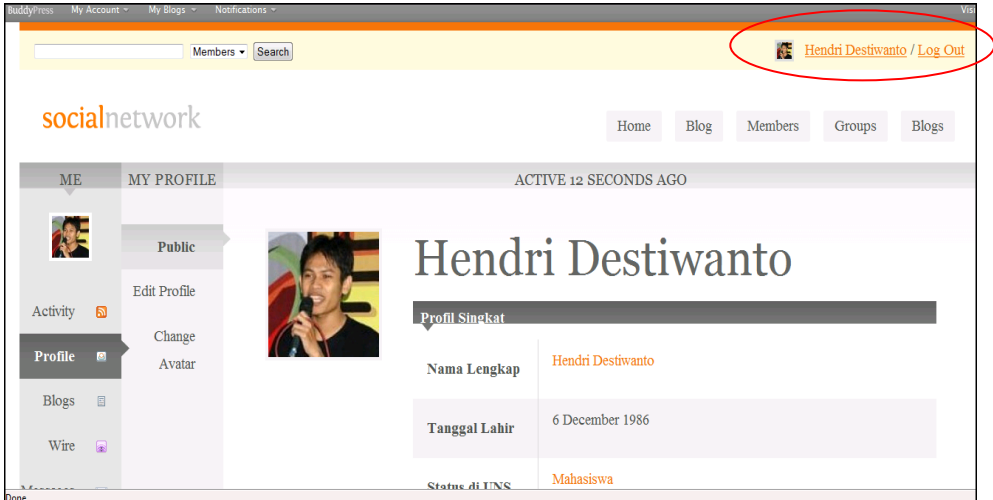 BuddyPress My Account My Blogs Notifications
Members Search
Hendri Destiwanto / Log Out
socialnetwork
Home Blog Members Groups Blogs
ME MY PROFILE ACTIVE 12 SECONDS AGO
Public
Edit Profile
Change
Avatar
Activity
Profile
Blogs
Wire
Hendri Destiwanto
Profil Singkat
Nama Lengkap Hendri Destiwanto
Tanggal Lahir 6 December 1986
Status di UNS Mahasiswa
Done